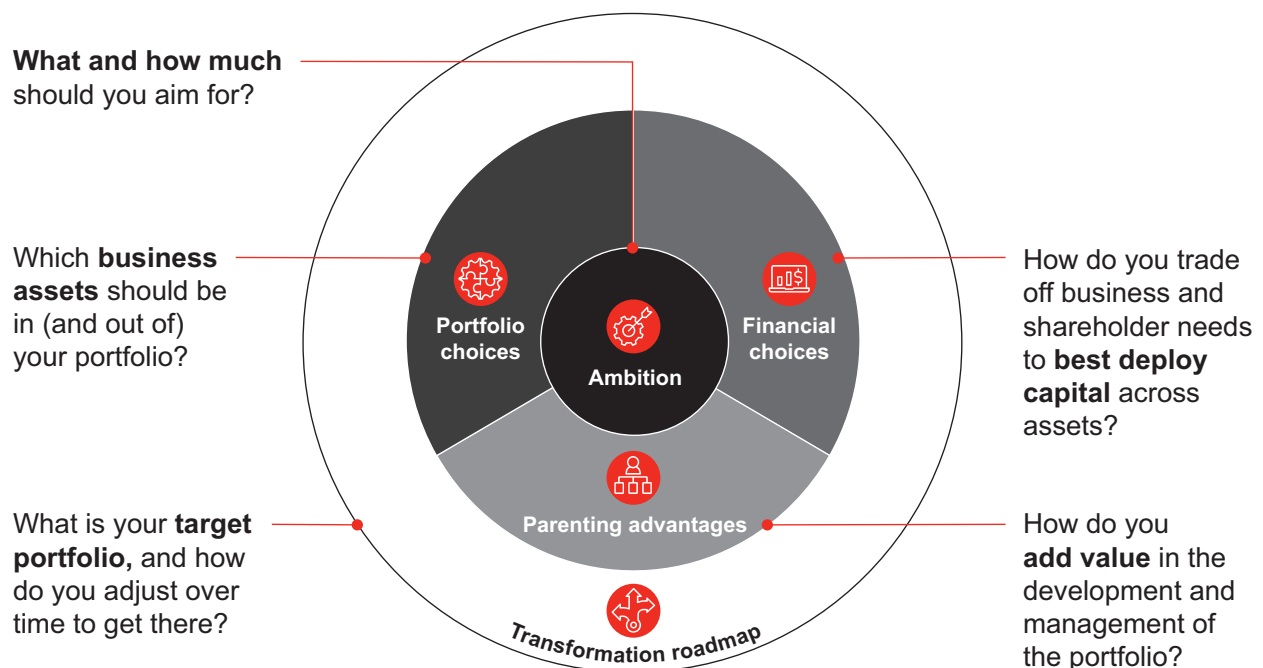 What and how much
should you aim for?
Which business
assets should be
in (and out of)
your portfolio?
What is your target
portfolio, and how
do you adjust over
time to get there?
Portfolio
choices
Ambition
Financial
choices
Parenting advantages
Transformation roadmap
How do you trade
off business and
shareholder needs
to best deploy
capital across
assets?
How do you
add value in the
development and
management of
the portfolio?